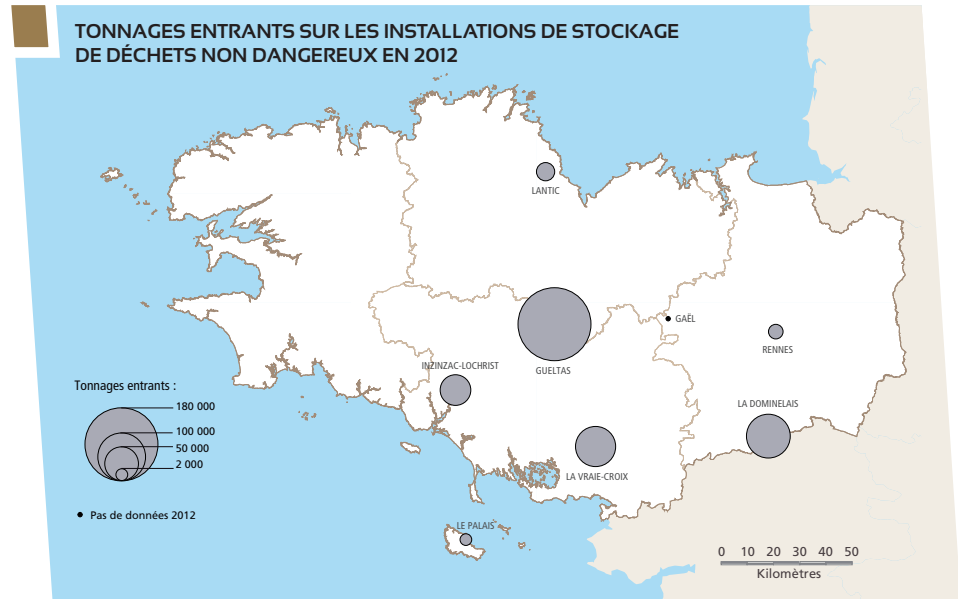 TONNAGES ENTRANTS SUR LES INSTALLATIONS DE STOCKAGE
DE DÉCHETS NON DANGEREUX EN 2012
LANTIC
GAËL
RENNES
INZINZAC-LOCHRIST
GUELTAS
LA DOMINELAIS
LA VRAIE-CROIX
LE PALAIS
Tonnages entrants :
180 000
100 000
50 000
2 000
Pas de données 2012
0 10 20 30 40 50
Kilomètres